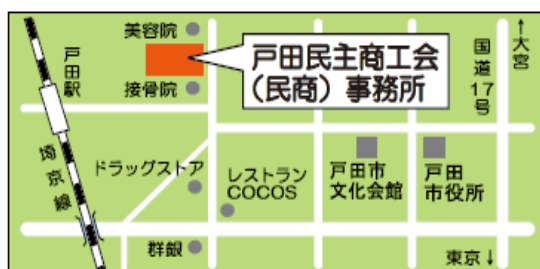 美容院
戸田民主商工会
(民商)事務所
接骨院
戸田駅
埼京線
国道17号
↑大宮
ドラッグストア
レストラン
COCOS
戸田市
文化会館
戸田
市役所
群銀
東京↓